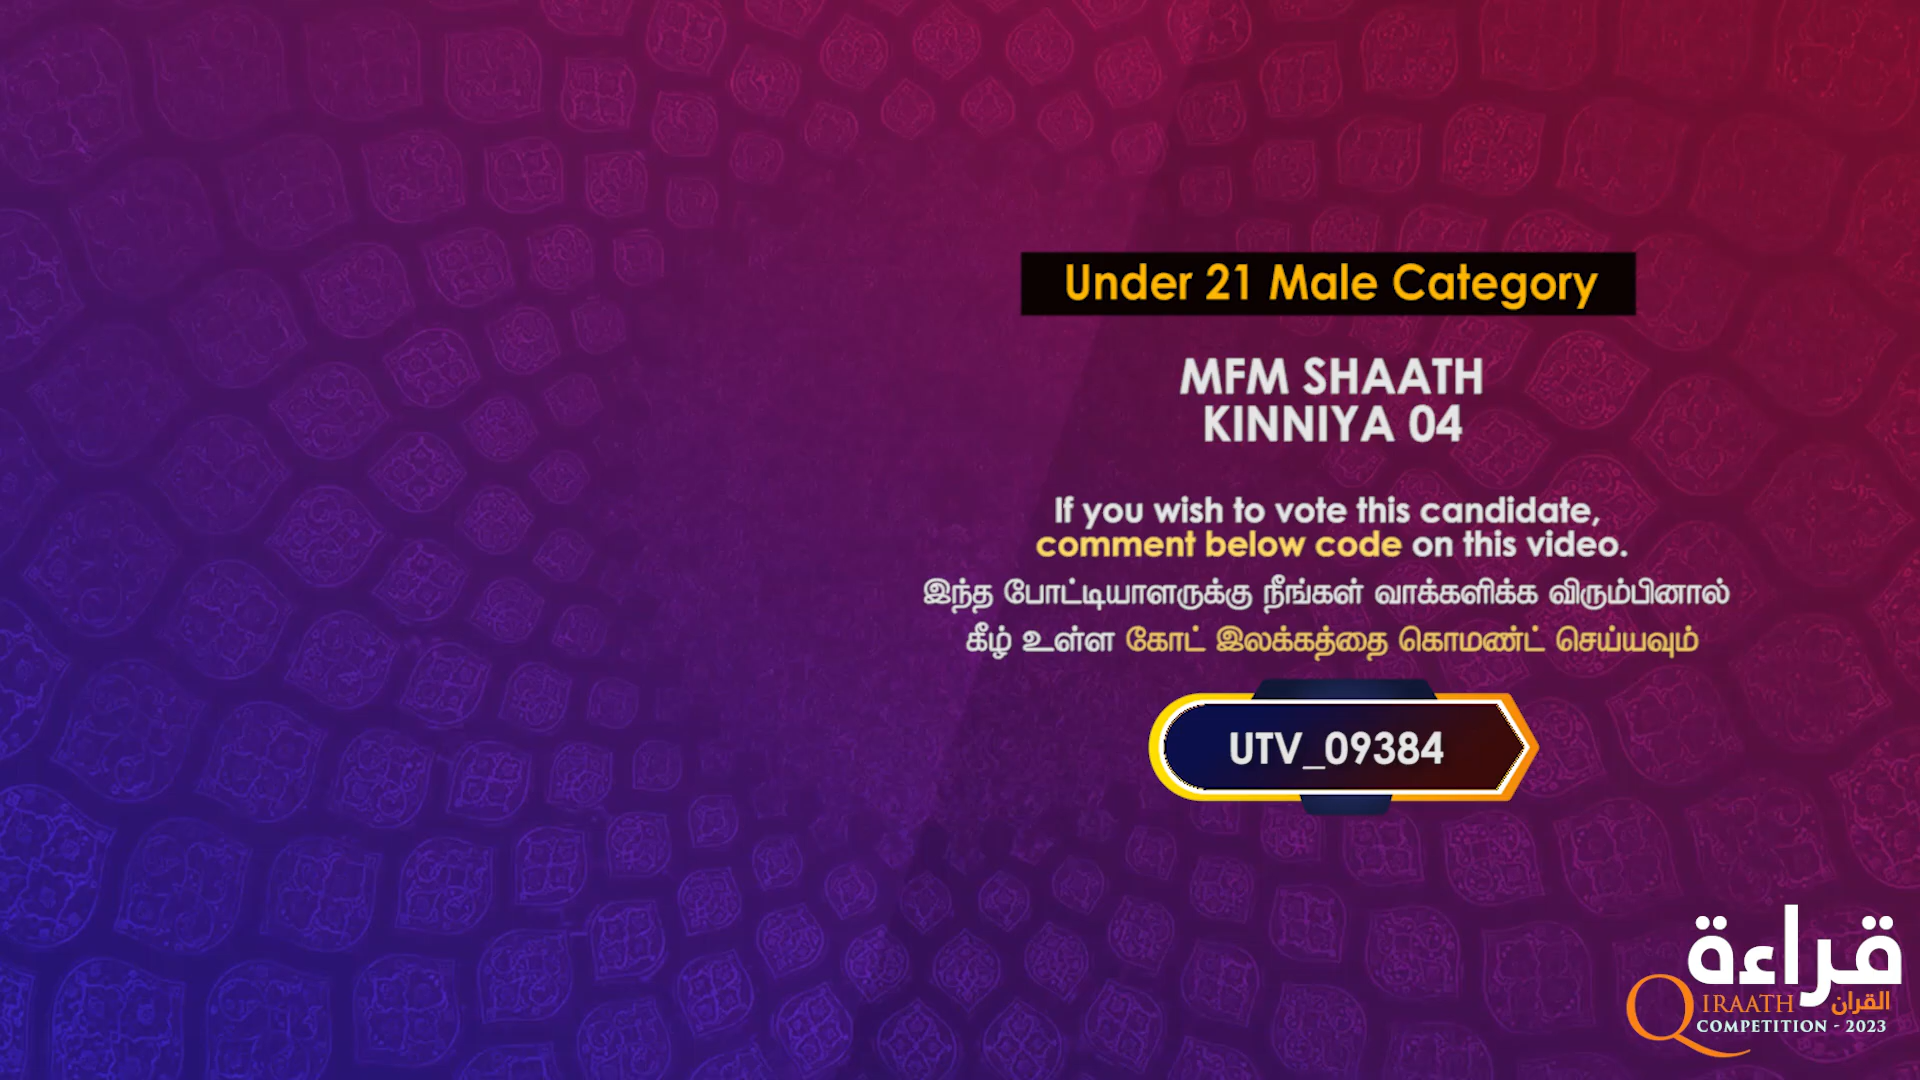 Under 21 Male Category
MFM SHAATH
KINNIYA 04
If you wish to vote this candidate,
comment below code on this video.
இந்த போட்டியாளருக்கு நீங்கள் வாக்களிக்க விரும்பினால்
கீழ் உள்ள கோட் இலக்கத்தை கொமண்ட் செய்யவும்
UTV_09384
قراءة
QIRAATH القران
COMPETITION - 2023